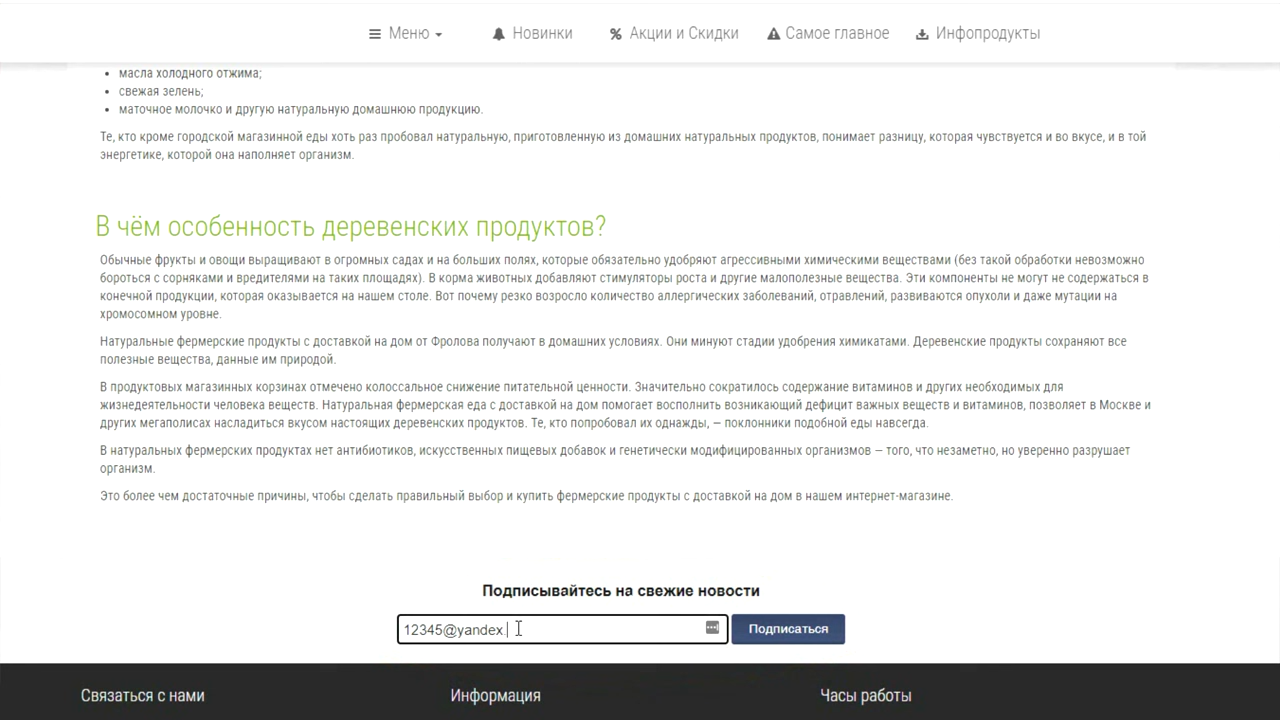 Меню
Новинки
Акции и Скидки
Самое главное
Инфопродукты
масла холодного отжима;
свежая зелень;
маточное молочко и другую натуральную домашнюю продукцию.
Те, кто кроме городской магазинной еды хоть раз пробовал натуральную, приготовленную из домашних натуральных продуктов, понимает разницу, которая чувствуется и во вкусе, и в той
энергетике, которой она наполняет организм.
В чём особенность деревенских продуктов?
Обычные фрукты и овощи выращивают в огромных садах и на больших полях, которые обязательно удобряют агрессивными химическими веществами (без такой обработки невозможно
бороться с сорняками и вредителями на таких площадях). В корма животных добавляют стимуляторы роста и другие малополезные вещества. Эти компоненты не могут не содержаться в
конечной продукции, которая оказывается на нашем столе. Вот почему резко возросло количество аллергических заболеваний, отравлений, развиваются опухоли и даже мутации на
хромосомном уровне.
Натуральные фермерские продукты с доставкой на дом от Фролова получают в домашних условиях. Они минуют стадии удобрения химикатами. Деревенские продукты сохраняют все
полезные вещества, данные им природой.
В продуктовых магазинных корзинах отмечено колоссальное снижение питательной ценности. Значительно сократилось содержание витаминов и других необходимых для
жизнедеятельности человека веществ. Натуральная фермерская еда с доставкой на дом помогает восполнить возникающий дефицит важных веществ и витаминов, позволяет в Москве и
других мегаполисах насладиться вкусом настоящих деревенских продуктов. Те, кто попробовал их однажды, — поклонники подобной еды навсегда.
В натуральных фермерских продуктах нет антибиотиков, искусственных пищевых добавок и генетически модифицированных организмов — того, что незаметно, но уверенно разрушает
организм.
Это более чем достаточные причины, чтобы сделать правильный выбор и купить фермерские продукты с доставкой на дом в нашем интернет-магазине.
Подписывайтесь на свежие новости
12345@yandex.
Подписаться
Связаться с нами
Информация
Часы работы